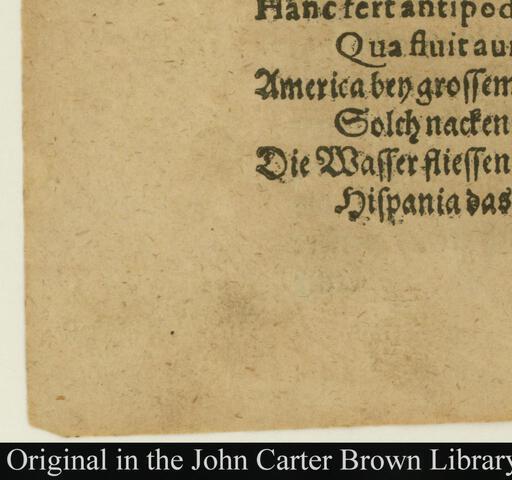 Hanc fert antipod
Qua fluit au
America bey grossem
Solch nacken
Die Wasser fliessen
Hispania das
Original in the John Carter Brown Library